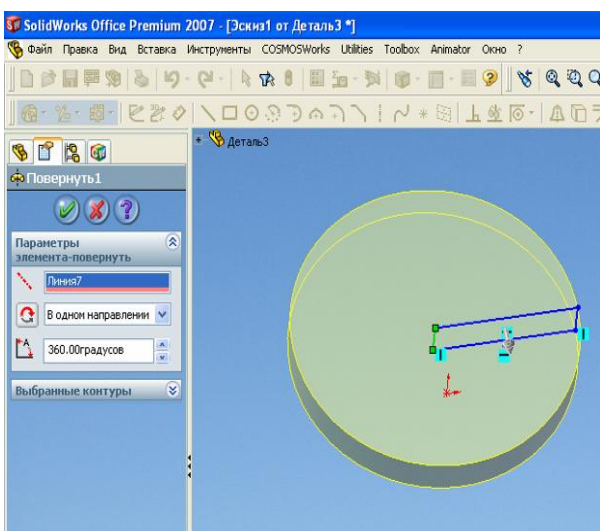 SolidWorks Office Premium 2007 - [Эскиз1 от Деталь3 *]
Файл Правка Вид Вставка Инструменты COSMOSWorks Utilities Toolbox Animator Окно ?
Деталь3
Повернуть1
Параметры
элемента-повернуть
Линия7
В одном направлении
360.00градусов
Выбранные контуры